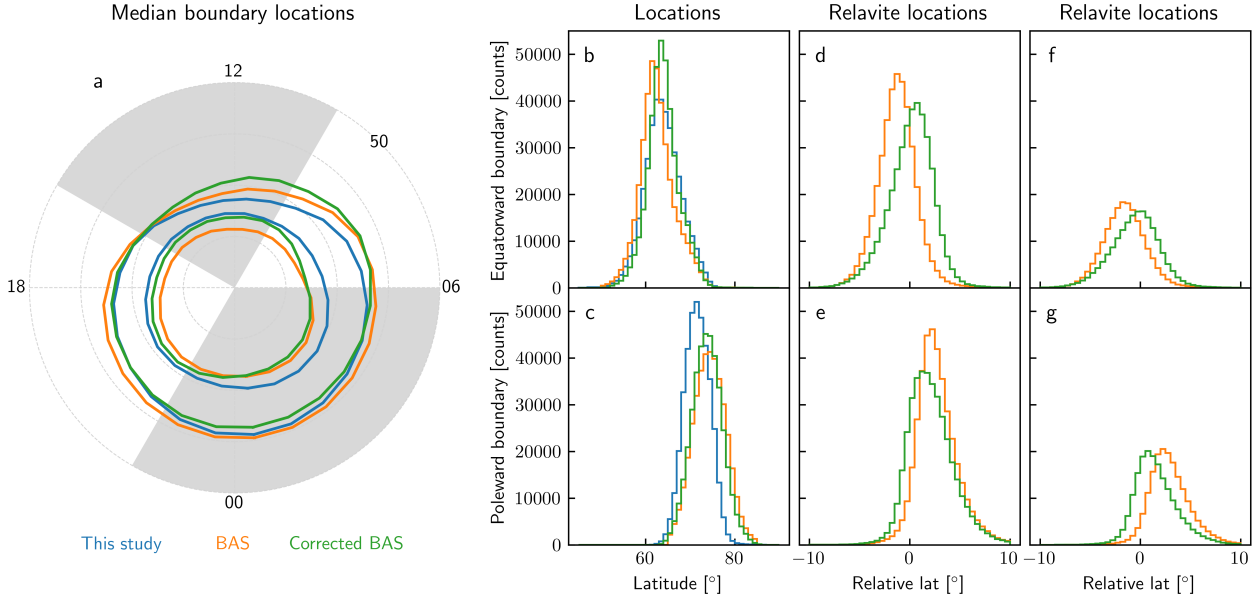 Median boundary locations
a
12
50
18
06
00
This study
BAS
Corrected BAS
Locations
Relavite locations
Relavite locations
Equatorward boundary [counts]
50000
40000
30000
20000
10000
0
b
d
f
Poleward boundary [counts]
50000
40000
30000
20000
10000
0
c
e
g
60
80
−10
0
10
−10
0
10
Latitude [°]
Relative lat [°]
Relative lat [°]